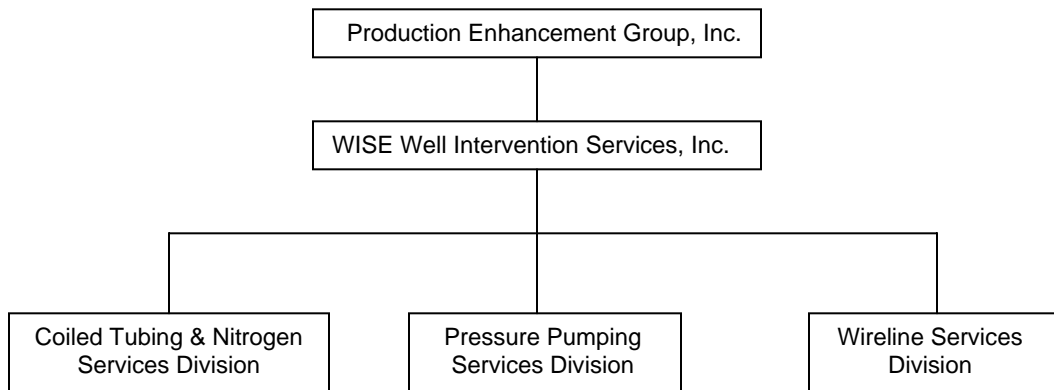 Production Enhancement Group, Inc.
WISE Well Intervention Services, Inc.
Coiled Tubing & Nitrogen
Services Division
Pressure Pumping
Services Division
Wireline Services
Division